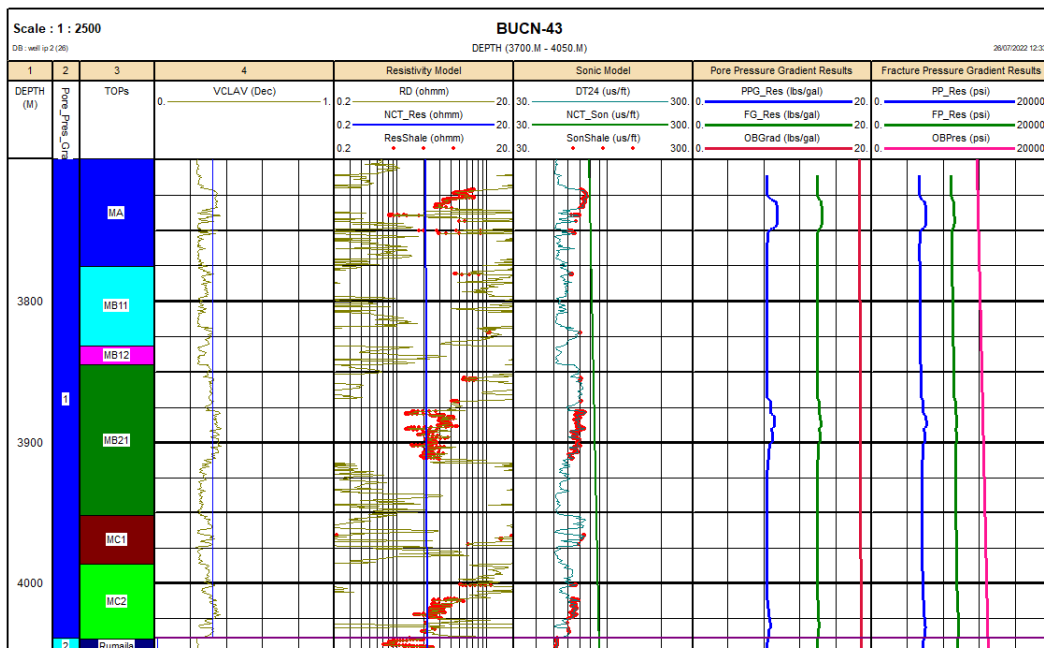 Scale : 1 : 2500
BUCN-43
DB : well ip 2 (26)
DEPTH (3700.M - 4050.M)
26/07/2022 12:33
1 2 3 4 Resistivity Model Sonic Model Pore Pressure Gradient Results Fracture Pressure Gradient Results
DEPTH
(M)
Pore_Pres_Gra
TOPs
VCLAV (Dec)
0. 1.
RD (ohmm)
0.2 20.
NCT_Res (ohmm)
0.2 20.
ResShale (ohmm)
0.2 20.
DT24 (us/ft)
30. 300.
NCT_Son (us/ft)
30. 300.
SonShale (us/ft)
30. 300.
PPG_Res (lbs/gal)
0. 20.
FG_Res (lbs/gal)
0. 20.
OBGrad (lbs/gal)
0. 20.
PP_Res (psi)
0. 20000
FP_Res (psi)
0. 20000
OBPres (psi)
0. 20000
MA
3800
MB11
MB12
1
3900
MB21
MC1
4000
MC2
2
Rumaila